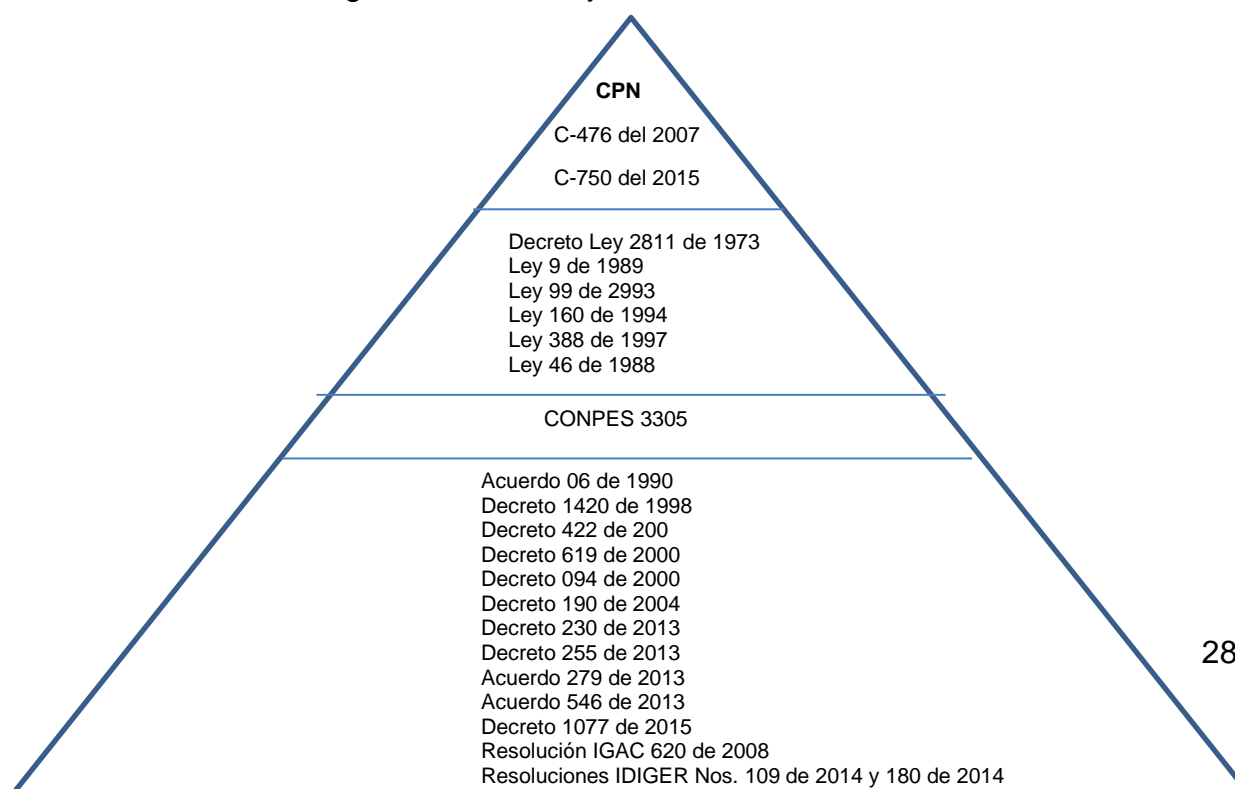 CPN
C-476 del 2007
C-750 del 2015
Decreto Ley 2811 de 1973
Ley 9 de 1989
Ley 99 de 2993
Ley 160 de 1994
Ley 388 de 1997
Ley 46 de 1988
CONPES 3305
Acuerdo 06 de 1990
Decreto 1420 de 1998
Decreto 422 de 200
Decreto 619 de 2000
Decreto 094 de 2000
Decreto 190 de 2004
Decreto 230 de 2013
Decreto 255 de 2013
28
Acuerdo 279 de 2013
Acuerdo 546 de 2013
Decreto 1077 de 2015
Resolución IGAC 620 de 2008
Resoluciones IDIGER Nos. 109 de 2014 y 180 de 2014